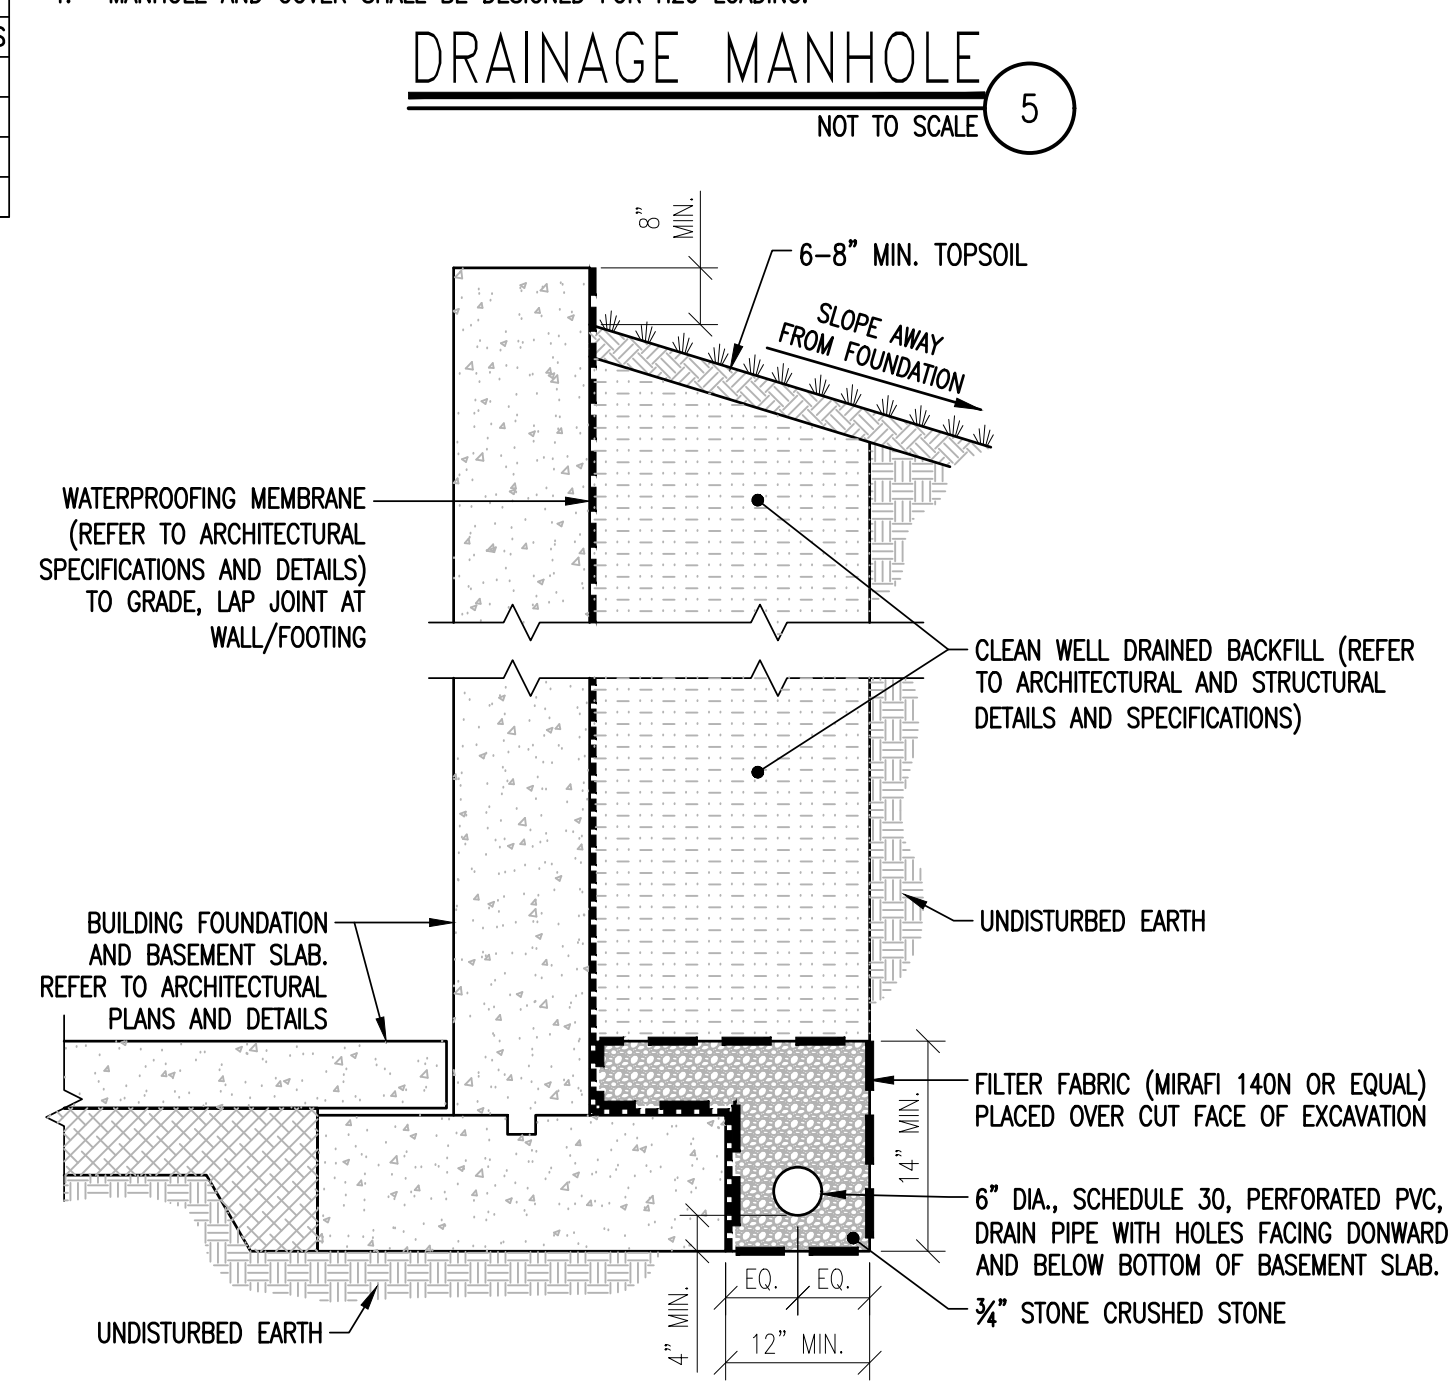 DRAINAGE MANHOLE
5
NOT TO SCALE
8"
MIN.
6-8" MIN. TOPSOIL
SLOPE AWAY
FROM FOUNDATION
WATERPROOFING MEMBRANE
(REFER TO ARCHITECTURAL
SPECIFICATIONS AND DETAILS)
TO GRADE, LAP JOINT AT
WALL/FOOTING
CLEAN WELL DRAINED BACKFILL (REFER
TO ARCHITECTURAL AND STRUCTURAL
DETAILS AND SPECIFICATIONS)
BUILDING FOUNDATION
AND BASEMENT SLAB.
REFER TO ARCHITECTURAL
PLANS AND DETAILS
UNDISTURBED EARTH
FILTER FABRIC (MIRAFI 140N OR EQUAL)
PLACED OVER CUT FACE OF EXCAVATION
14" MIN.
6" DIA., SCHEDULE 30, PERFORATED PVC,
DRAIN PIPE WITH HOLES FACING DONWARD
AND BELOW BOTTOM OF BASEMENT SLAB.
¾" STONE CRUSHED STONE
EQ. EQ.
4" MIN.
12" MIN.
UNDISTURBED EARTH